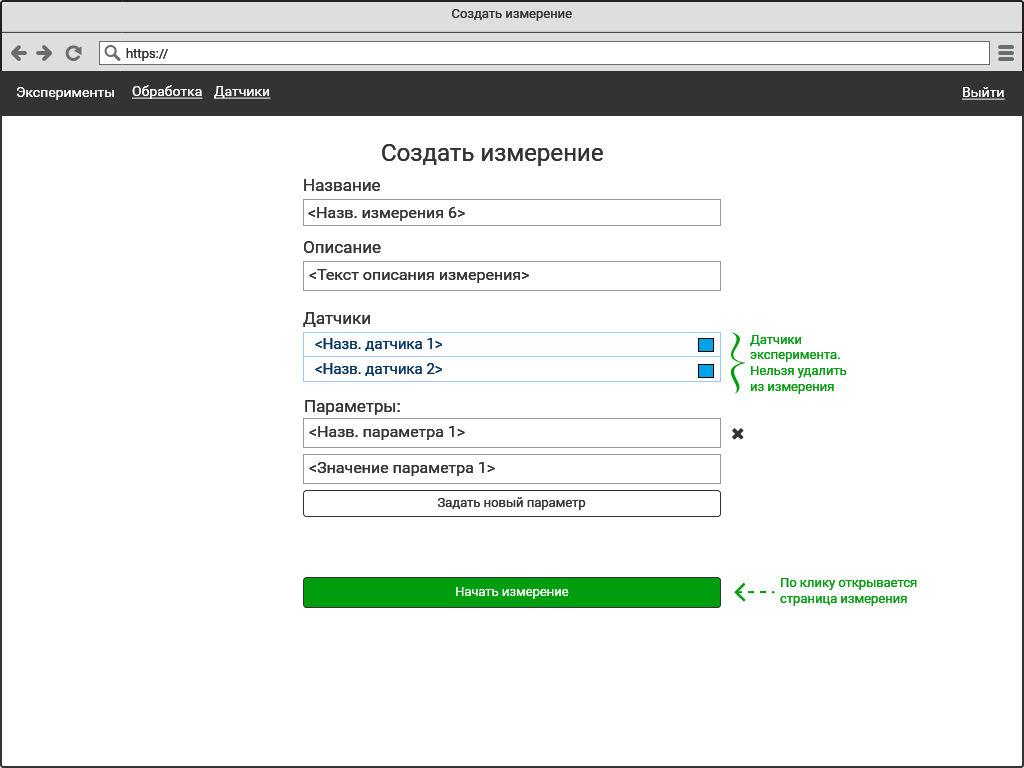 Создать измерение
https://
Эксперименты Обработка Датчики Выйти
Создать измерение
Название
<Назв. измерения 6>
Описание
<Текст описания измерения>
Датчики
<Назв. датчика 1>
<Назв. датчика 2>
Датчики
эксперимента.
Нельзя удалить
из измерения
Параметры:
<Назв. параметра 1>
<Значение параметра 1>
Задать новый параметр
Начать измерение
По клику открывается
страница измерения